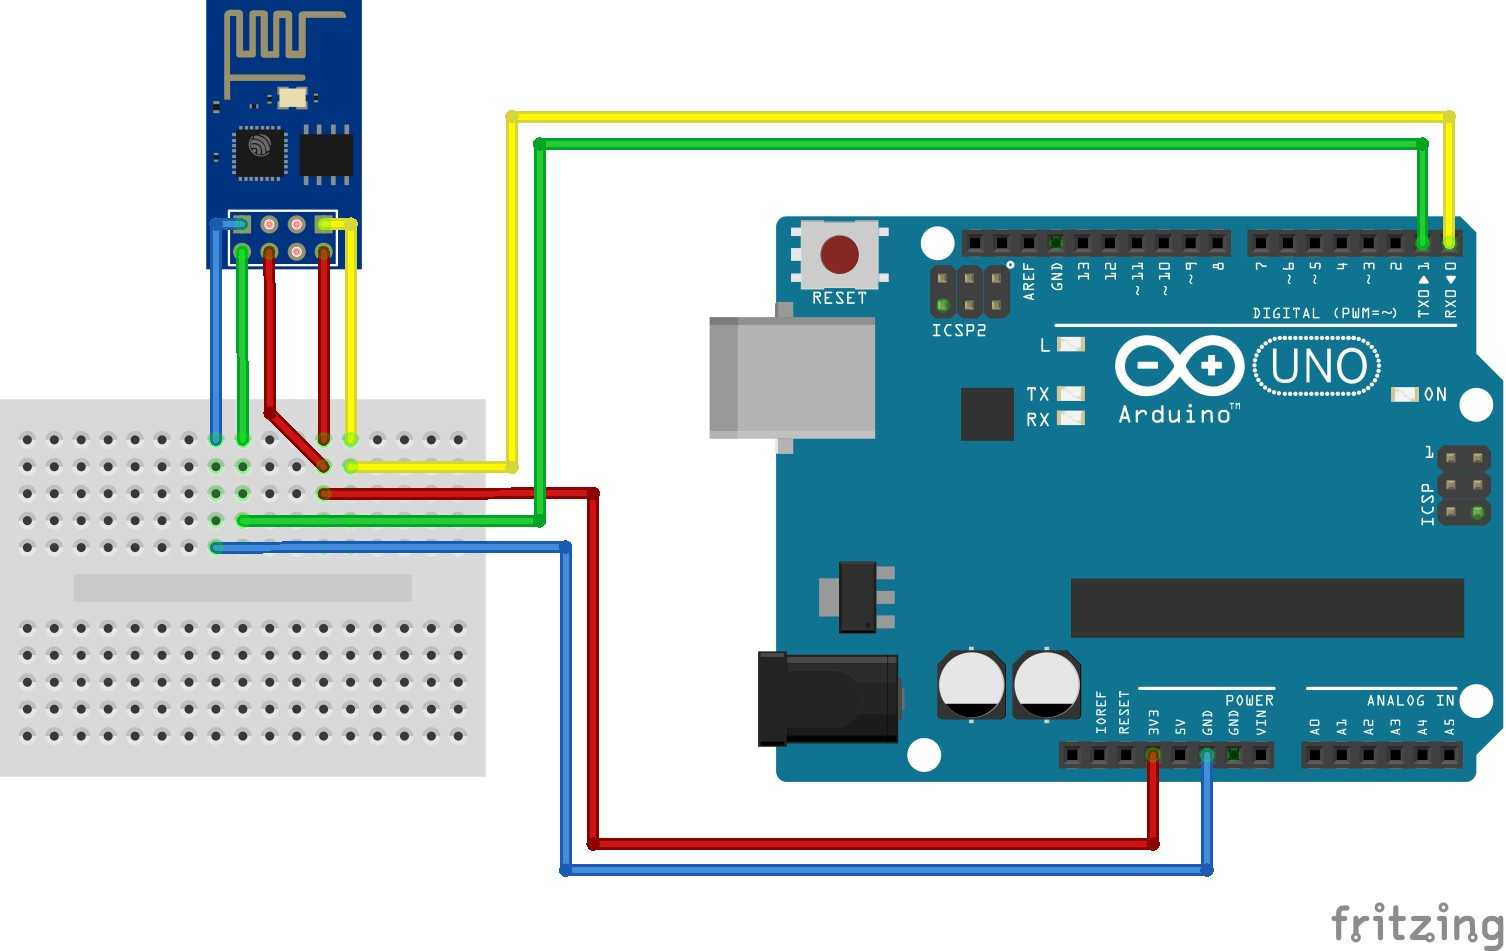 RESET
ICSP2
AREF
GND
13
12
~11
~10
~9
8
7
~6
~5
4
~3
2
TX0▶1
RX0◀0
DIGITAL (PWM=~)
L
TX
RX
UNO
Arduino™
ON
1
ICSP
POWER
ANALOG IN
IOREF
RESET
3V3
5V
GND
GND
VIN
A0
A1
A2
A3
A4
A5
fritzing